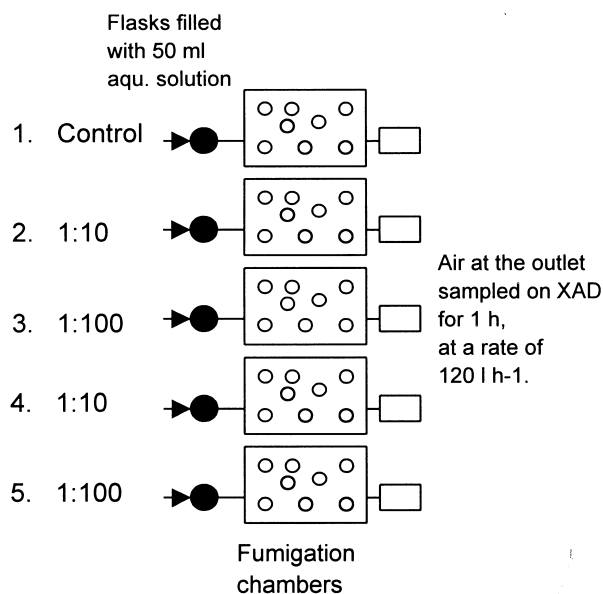 Flasks filled
with 50 ml
aqu. solution
1. Control
2. 1:10
3. 1:100
4. 1:10
5. 1:100
Air at the outlet
sampled on XAD
for 1 h,
at a rate of
120 l h-1.
Fumigation
chambers